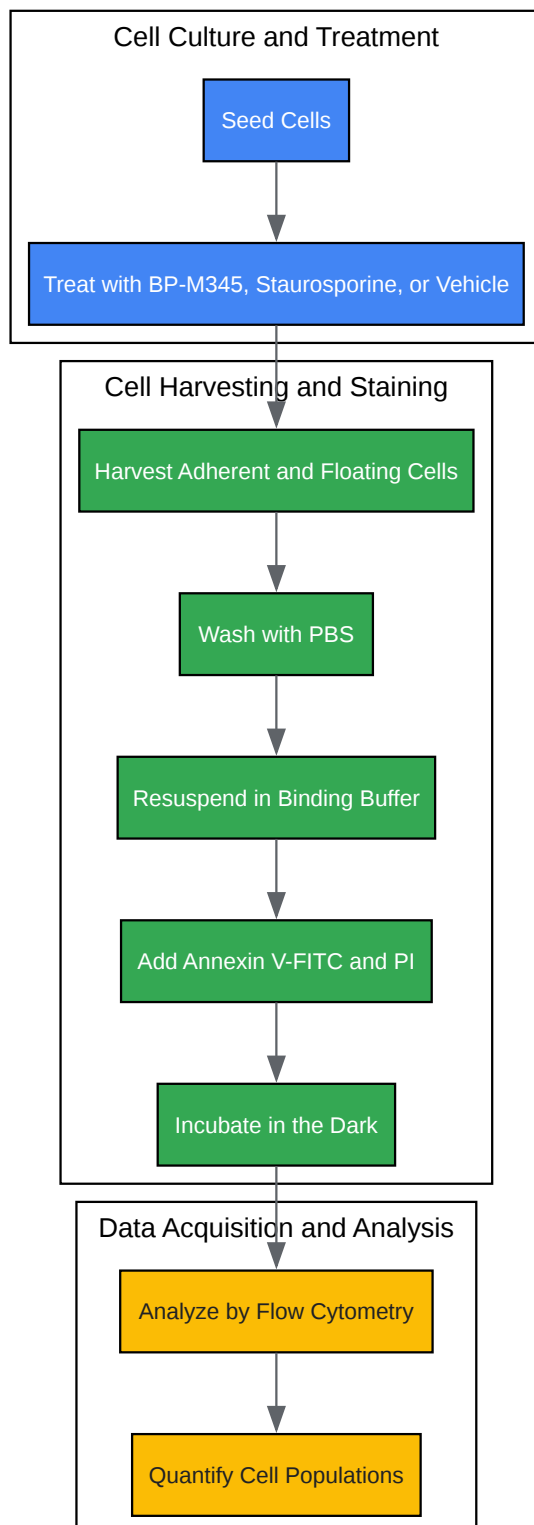 Cell Culture and Treatment
Seed Cells
Treat with BP-M345, Staurosporine, or Vehicle
Cell Harvesting and Staining
Harvest Adherent and Floating Cells
Wash with PBS
Resuspend in Binding Buffer
Add Annexin V-FITC and PI
Incubate in the Dark
Data Acquisition and Analysis
Analyze by Flow Cytometry
Quantify Cell Populations